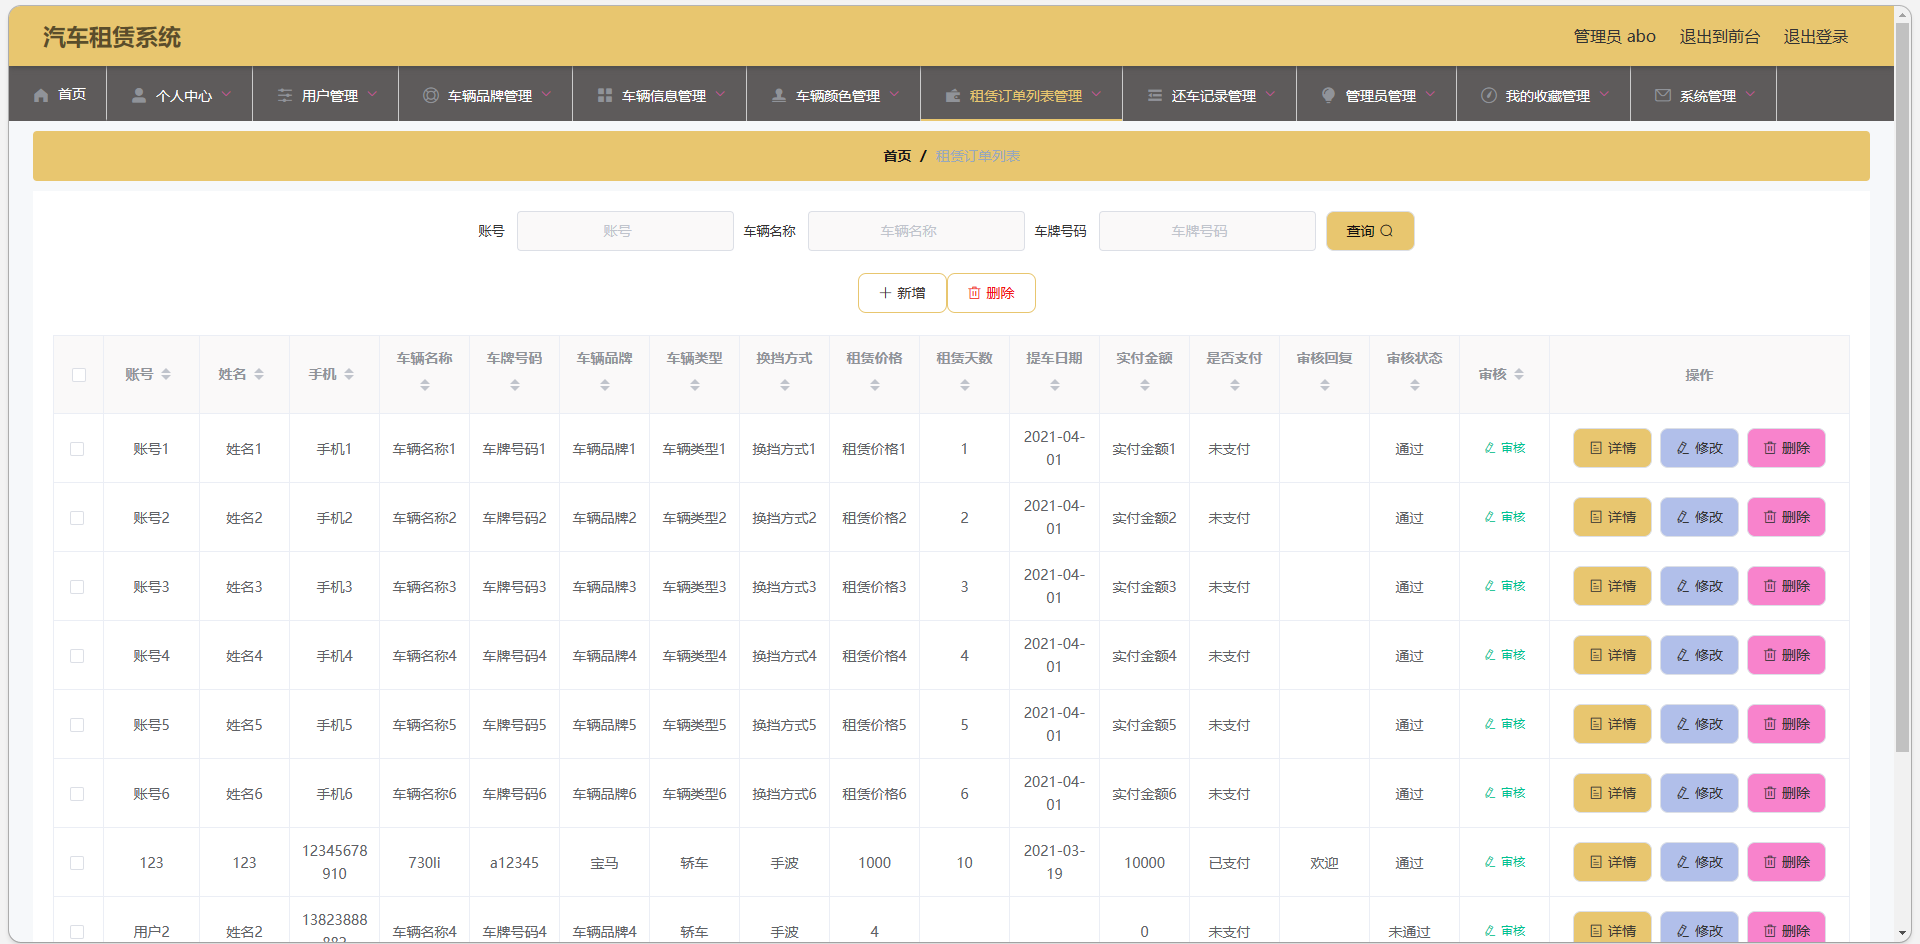 汽车租赁系统
管理员 abo 退出到前台 退出登录
首页 个人中心 用户管理 车辆品牌管理 车辆信息管理 车辆颜色管理 租赁订单列表管理 还车记录管理 管理员管理 我的收藏管理 系统管理
首页 / 租赁订单列表
账号 账号 车辆名称 车辆名称 车牌号码 车牌号码 查询
新增 删除
账号 姓名 手机 车辆名称 车牌号码 车辆品牌 车辆类型 换挡方式 租赁价格 租赁天数 提车日期 实付金额 是否支付 审核回复 审核状态 审核 操作
账号1 姓名1 手机1 车辆名称1 车牌号码1 车辆品牌1 车辆类型1 换挡方式1 租赁价格1 1 2021-04-01 实付金额1 未支付 通过 审核 详情 修改 删除
账号2 姓名2 手机2 车辆名称2 车牌号码2 车辆品牌2 车辆类型2 换挡方式2 租赁价格2 2 2021-04-01 实付金额2 未支付 通过 审核 详情 修改 删除
账号3 姓名3 手机3 车辆名称3 车牌号码3 车辆品牌3 车辆类型3 换挡方式3 租赁价格3 3 2021-04-01 实付金额3 未支付 通过 审核 详情 修改 删除
账号4 姓名4 手机4 车辆名称4 车牌号码4 车辆品牌4 车辆类型4 换挡方式4 租赁价格4 4 2021-04-01 实付金额4 未支付 通过 审核 详情 修改 删除
账号5 姓名5 手机5 车辆名称5 车牌号码5 车辆品牌5 车辆类型5 换挡方式5 租赁价格5 5 2021-04-01 实付金额5 未支付 通过 审核 详情 修改 删除
账号6 姓名6 手机6 车辆名称6 车牌号码6 车辆品牌6 车辆类型6 换挡方式6 租赁价格6 6 2021-04-01 实付金额6 未支付 通过 审核 详情 修改 删除
123 123 12345678910 730li a12345 宝马 轿车 手波 1000 10 2021-03-19 10000 已支付 欢迎 通过 审核 详情 修改 删除
用户2 姓名2 13823888 车辆名称4 车牌号码4 车辆品牌4 轿车 手波 4 0 未支付 未通过 审核 详情 修改 删除